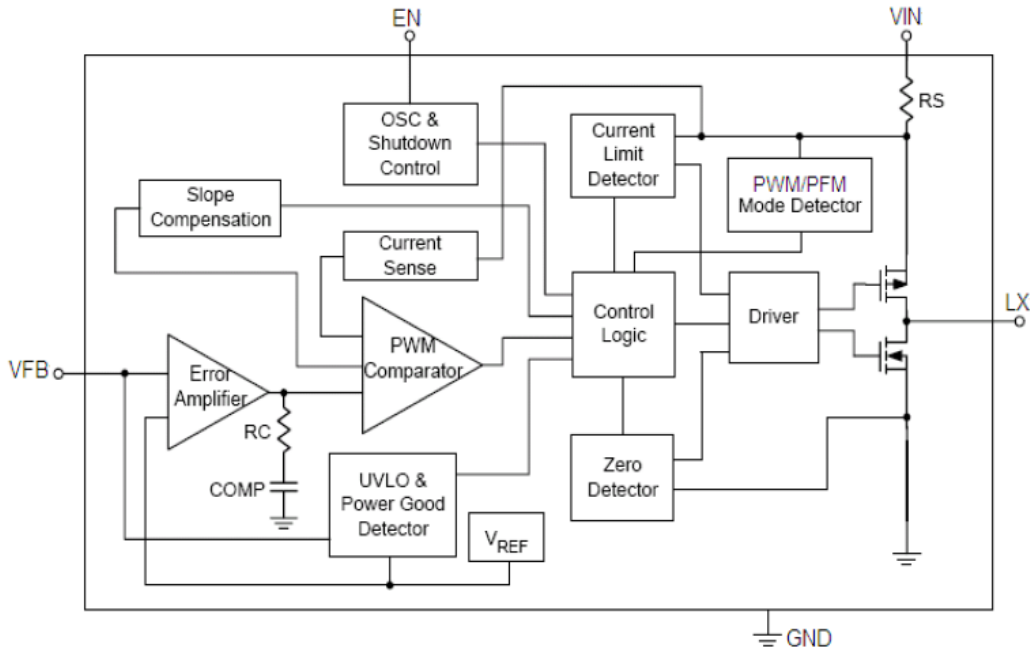 EN
VIN
RS
OSC &
Shutdown
Control
Current
Limit
Detector
PWM/PFM
Mode Detector
Slope
Compensation
Current
Sense
Control
Logic
Driver
LX
PWM
Comparator
VFB
Error
Amplifier
RC
COMP
UVLO &
Power Good
Detector
VREF
Zero
Detector
GND